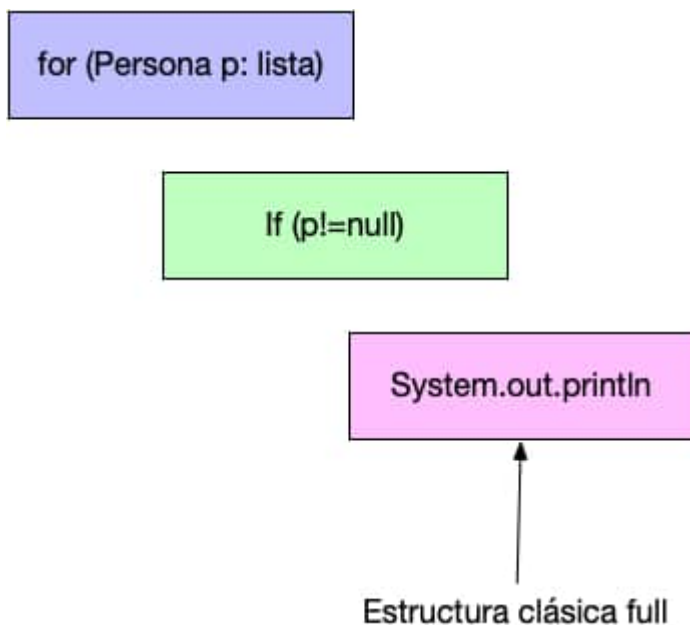 for (Persona p: lista)
If (p!=null)
System.out.println
Estructura clásica full